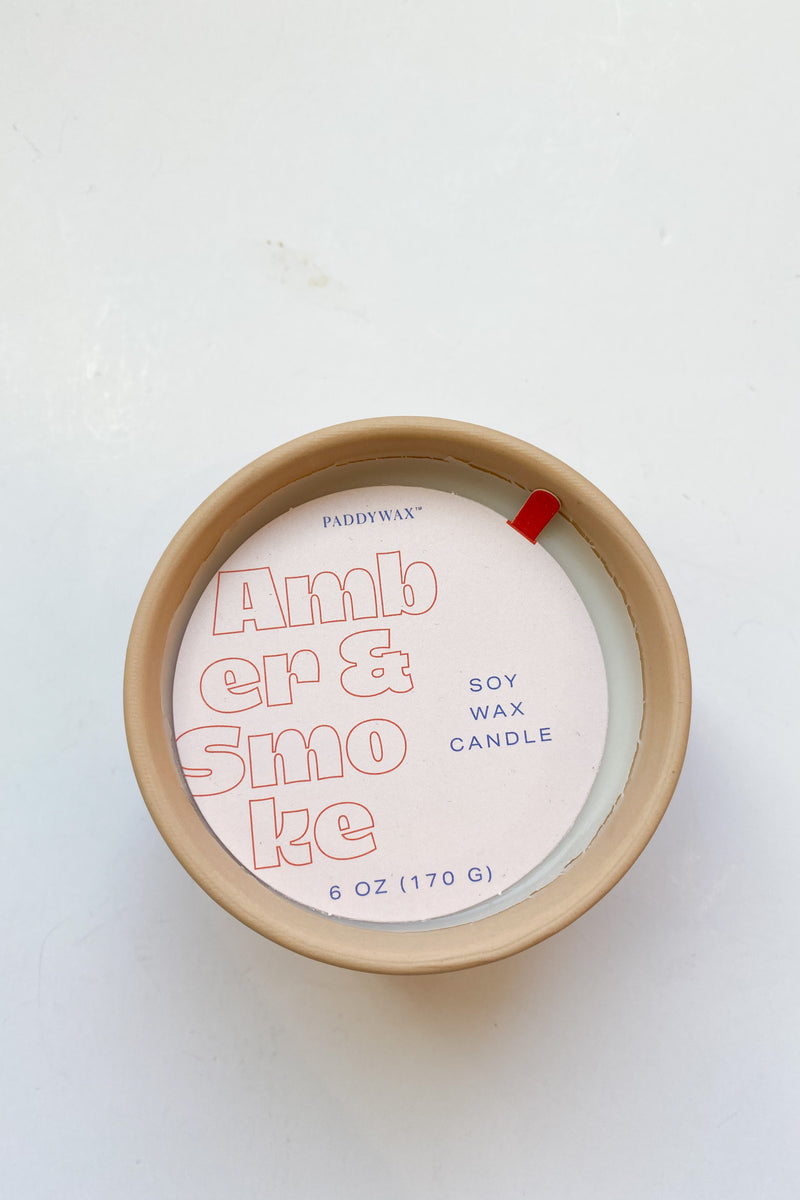 PADDYWAX™
Amb
er &
Smo
ke
SOY
WAX
CANDLE
6 OZ (170 G)